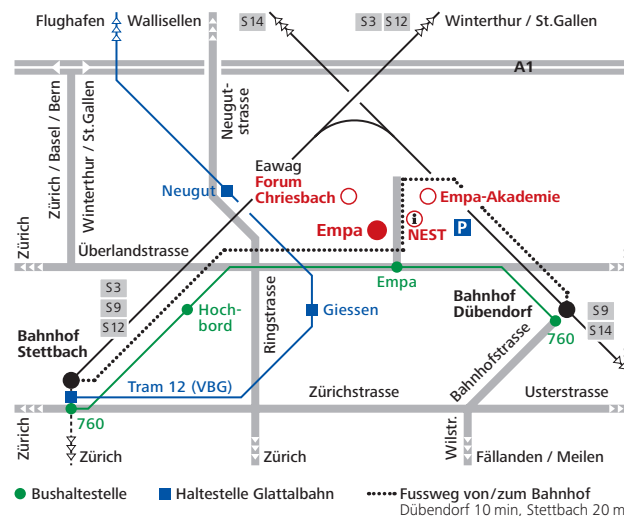 Flughafen
Wallisellen
S14
S3
S12
Winterthur / St.Gallen
A1
Zürich / Basel / Bern
Winterthur / St.Gallen
Neugut-
strasse
Eawag
Forum
Chriesbach
Neugut
Empa-Akademie
Empa
i
NEST
P
Zürich
Überlandstrasse
Empa
S3
S9
S12
Hoch-
bord
Ringstrasse
Giessen
Bahnhof
Dübendorf
S9
S14
760
Bahnhof
Stettbach
Bahnhofstrasse
Tram 12 (VBG)
Zürichstrasse
Usterstrasse
760
Zürich
Zürich
Zürich
Wilstr.
Fällanden / Meilen
Bushaltestelle
Haltestelle Glattalbahn
Fussweg von/zum Bahnhof
Dübendorf 10 min, Stettbach 20 m